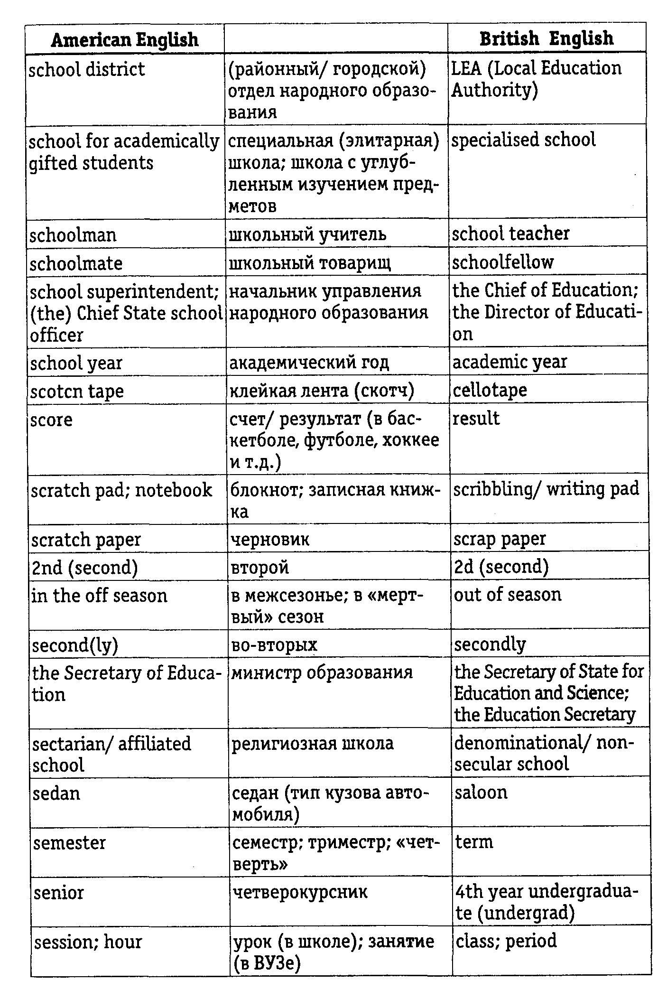 American English British English
school district (районный/ городской) LEA (Local Education
отдел народного образо- Authority)
вания
school for academically специальная (элитарная) specialised school
gifted students школа; школа с углуб-
ленным изучением пред-
метов
schoolman школьный учитель school teacher
schoolmate школьный товарищ schoolfellow
school superintendent; начальник управления the Chief of Education;
(the) Chief State school народного образования the Director of Educati-
officer on
school year академический год academic year
scotcn tape клейкая лента (скотч) cellotape
score счет/ результат (в бас- result
кетболе, футболе, хоккее
и т.д.)
scratch pad; notebook блокнот; записная книж- scribbling/ writing pad
ка
scratch paper черновик scrap paper
2nd (second) второй 2d (second)
in the off season в межсезонье; в «мерт- out of season
вый» сезон
second(ly) во-вторых secondly
the Secretary of Educa- министр образования the Secretary of State for
tion Education and Science;
the Education Secretary
sectarian/ affiliated религиозная школа denominational/ non-
school secular school
sedan седан (тип кузова авто- saloon
мобиля)
semester семестр; триместр; «чет- term
верть»
senior четверокурсник 4th year undergradua-
te (undergrad)
session; hour урок (в школе); занятие class; period
(в ВУЗе)